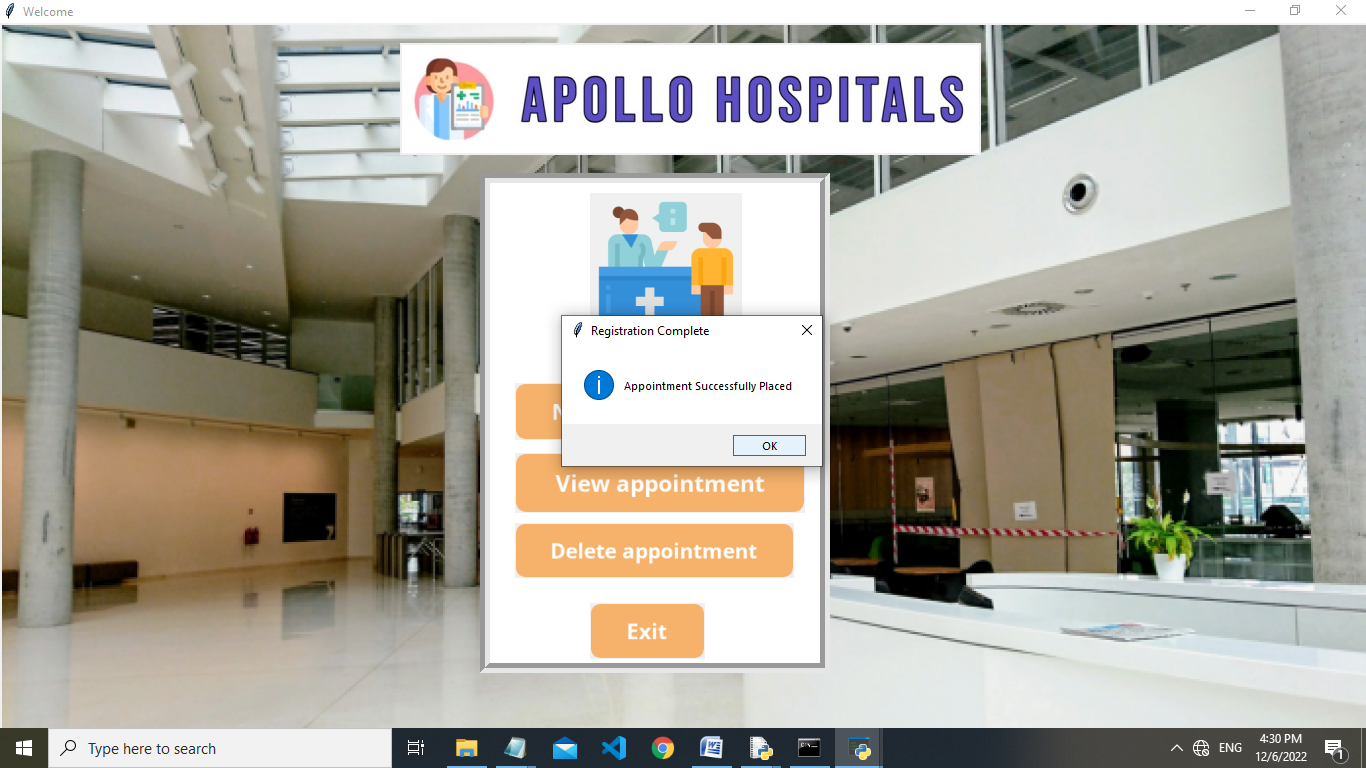 Welcome
APOLLO HOSPITALS
Registration Complete
Appointment Successfully Placed
OK
View appointment
Delete appointment
Exit
Type here to search
ENG
4:30 PM
12/6/2022
1